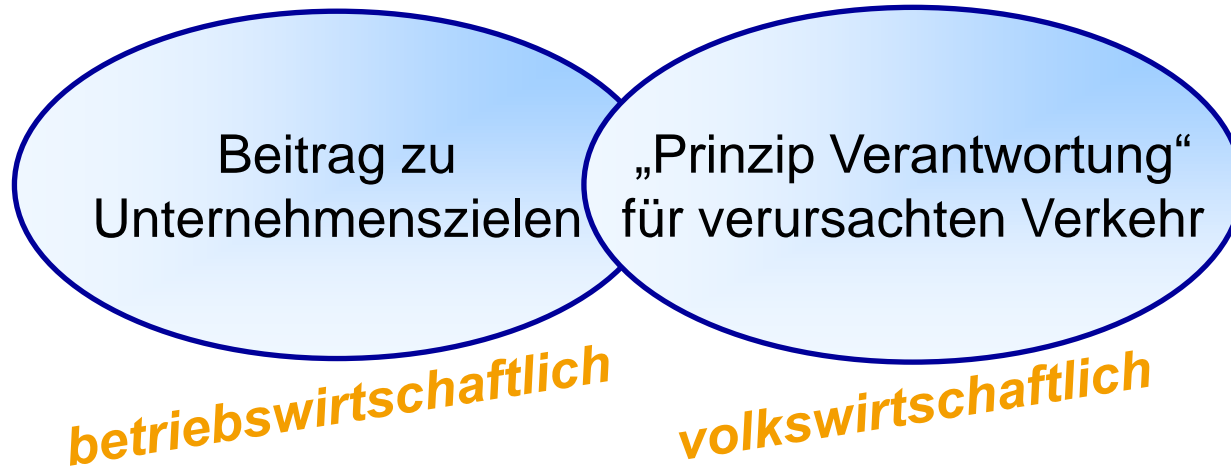 Beitrag zu
Unternehmenszielen
„Prinzip Verantwortung“
für verursachten Verkehr
betriebswirtschaftlich
volkswirtschaftlich